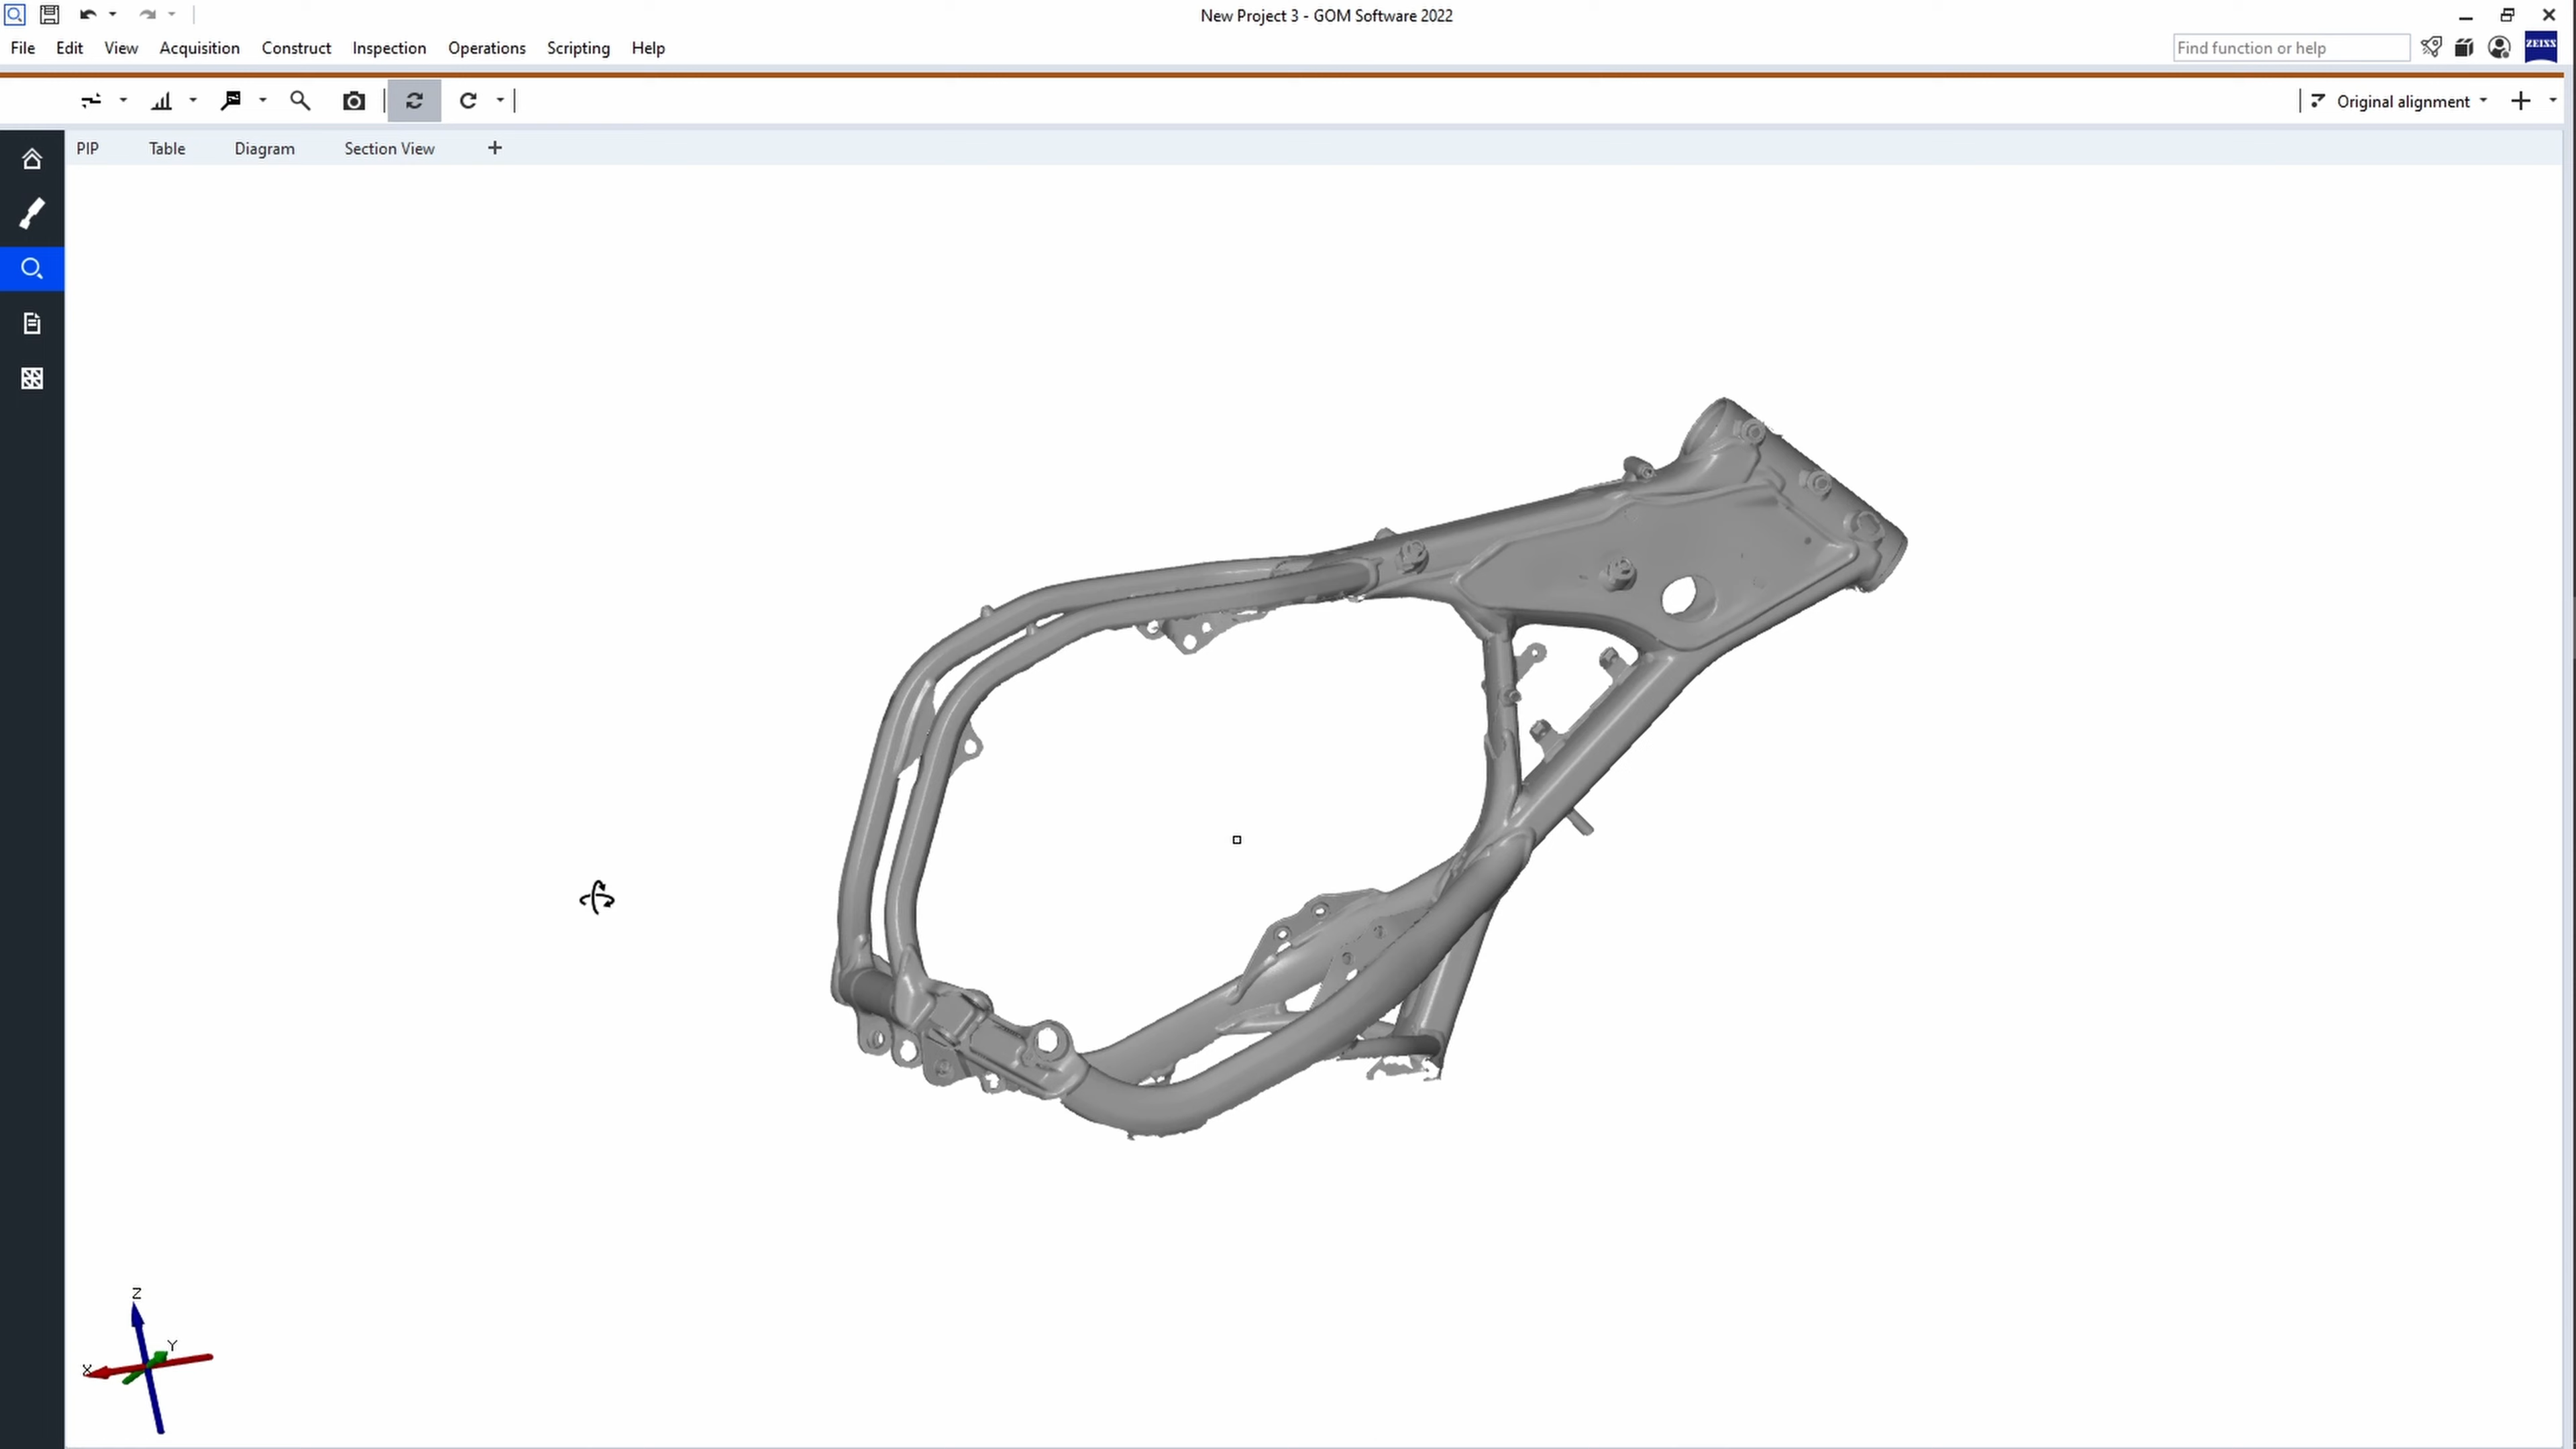 New Project 3 - GOM Software 2022
File Edit View Acquisition Construct Inspection Operations Scripting Help
Find function or help
ZEISS
Original alignment
PIP Table Diagram Section View
Z
Y
X